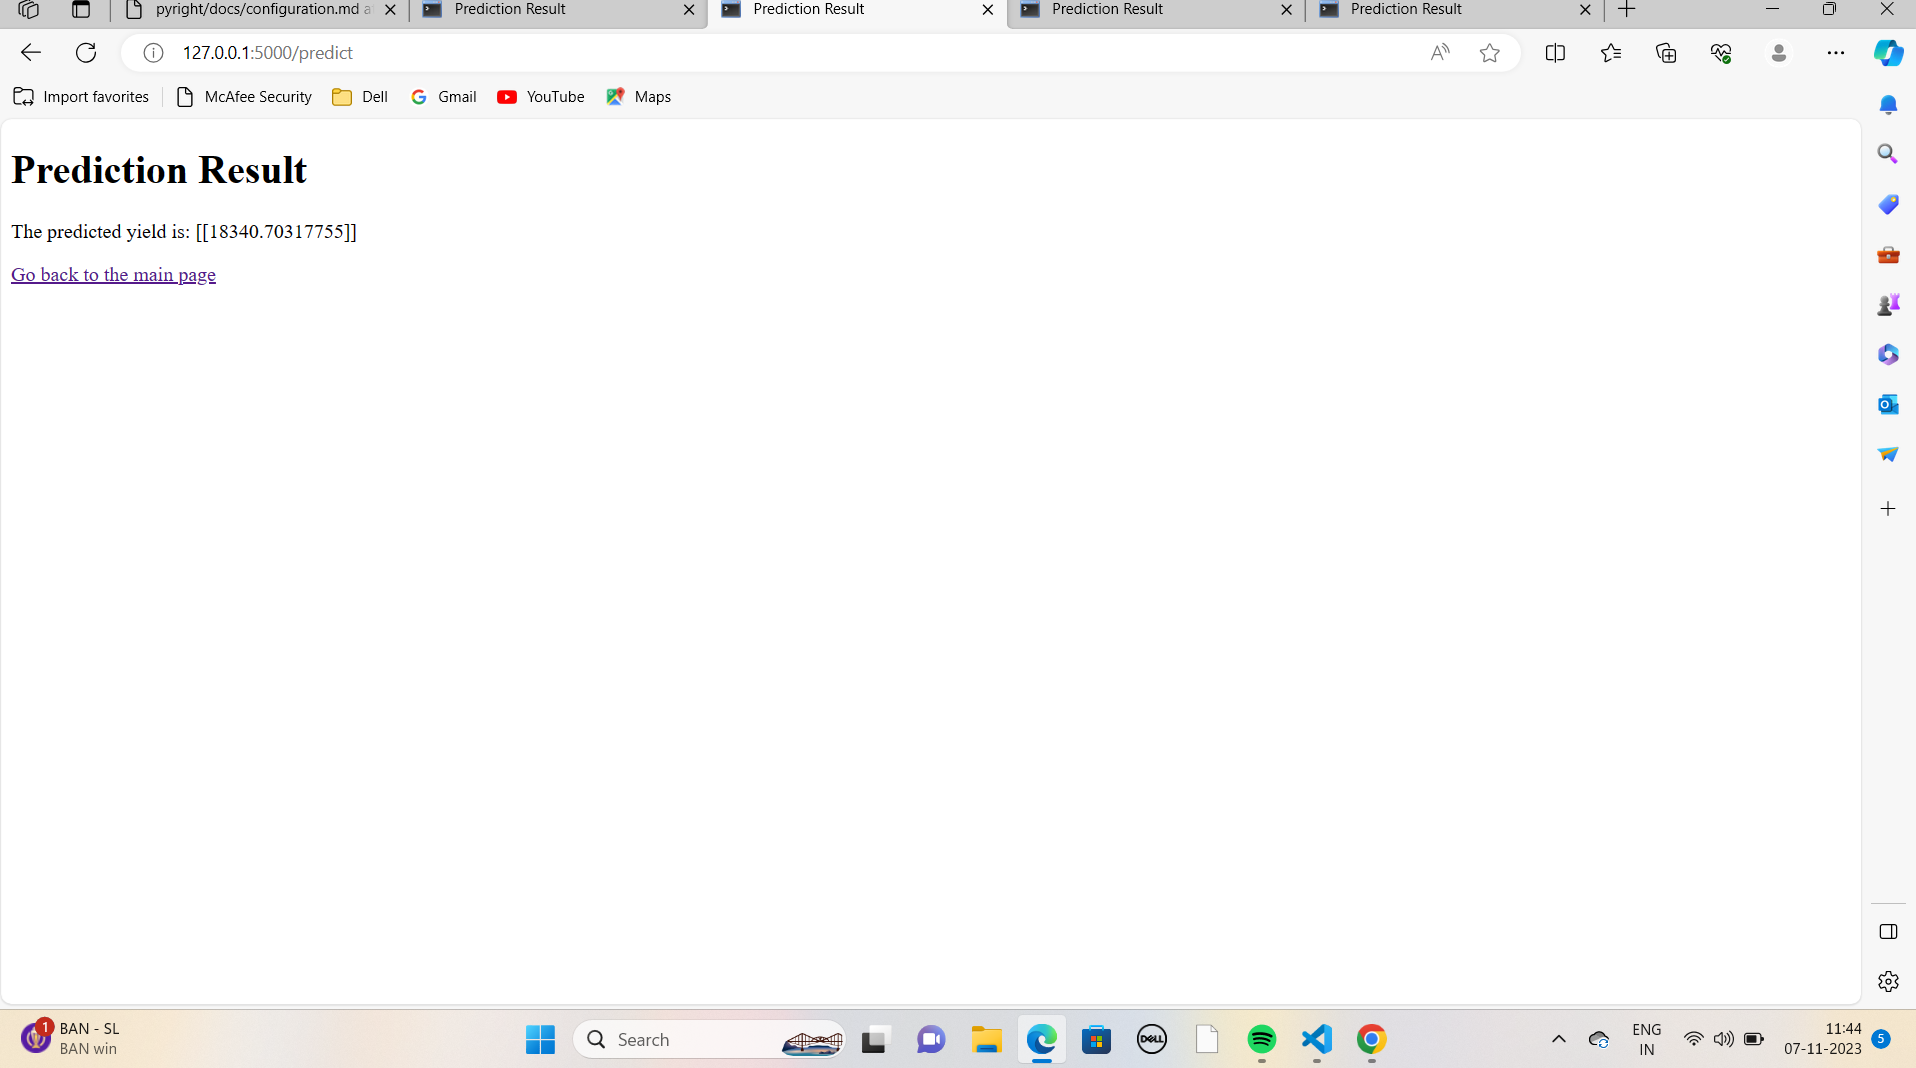 pyright/docs/configuration.md a
Prediction Result
Prediction Result
Prediction Result
Prediction Result
127.0.0.1:5000/predict
Import favorites
McAfee Security
Dell
Gmail
YouTube
Maps
Prediction Result
The predicted yield is: [[18340.70317755]]
Go back to the main page
1
BAN - SL
BAN win
Search
DELL
ENG
IN
11:44
07-11-2023
5